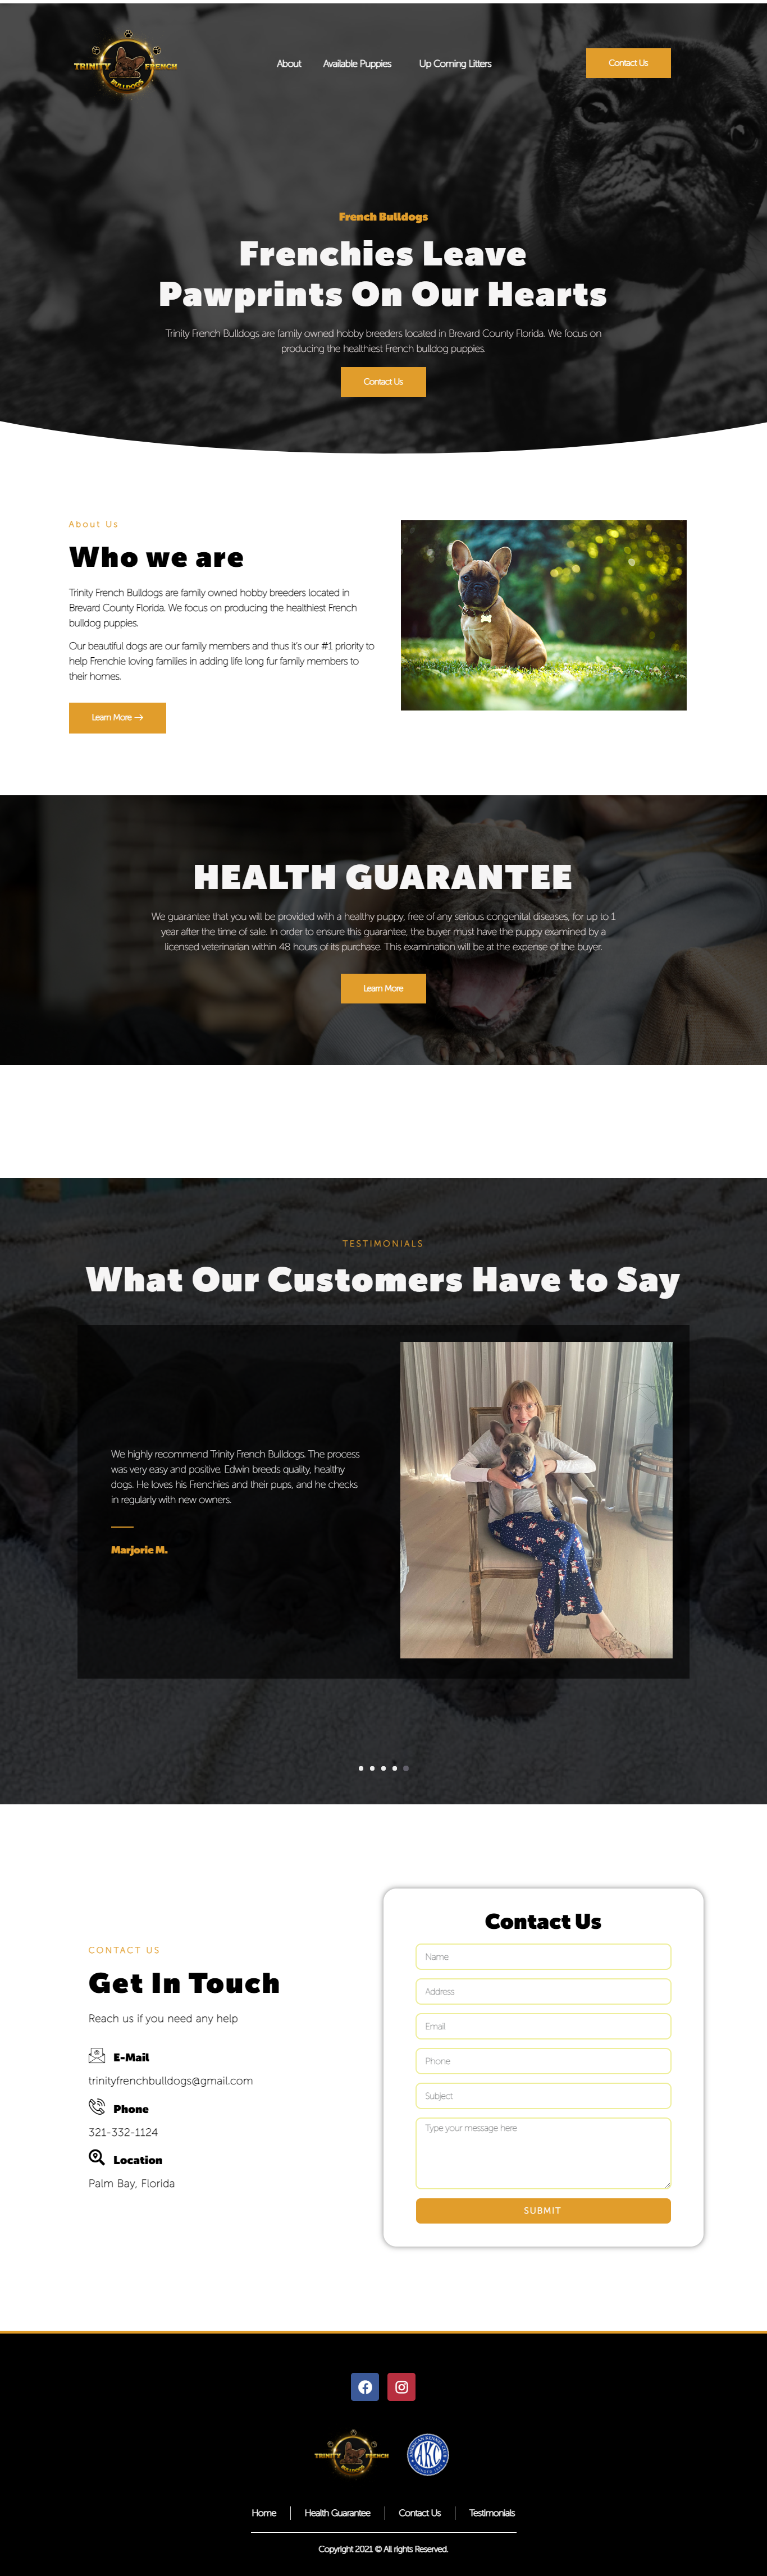 TRINITY FRENCH
BULLDOGS
About
Available Puppies
Up Coming Litters
Contact Us
French Bulldogs
Frenchies Leave
Pawprints On Our Hearts
Trinity French Bulldogs are family owned hobby breeders located in Brevard County Florida. We focus on
producing the healthiest French bulldog puppies.
Contact Us
About Us
Who we are
Trinity French Bulldogs are family owned hobby breeders located in
Brevard County Florida. We focus on producing the healthiest French
bulldog puppies.
Our beautiful dogs are our family members and thus it's our #1 priority to
help Frenchie loving families in adding life long fur family members to
their homes.
Learn More
HEALTH GUARANTEE
We guarantee that you will be provided with a healthy puppy, free of any serious congenital diseases, for up to 1
year after the time of sale. In order to ensure this guarantee, the buyer must have the puppy examined by a
licensed veterinarian within 48 hours of its purchase. This examination will be at the expense of the buyer.
Learn More
TESTIMONIALS
What Our Customers Have to Say
We highly recommend Trinity French Bulldogs. The process
was very easy and positive. Edwin breeds quality, healthy
dogs. He loves his Frenchies and their pups, and he checks
in regularly with new owners.
Marjorie M.
CONTACT US
Get In Touch
Reach us if you need any help
E-Mail
trinityfrenchbulldogs@gmail.com
Phone
321-332-1124
Location
Palm Bay, Florida
Contact Us
Name
Address
Email
Phone
Subject
Type your message here
SUBMIT
TRINITY FRENCH
BULLDOGS
AMERICAN KENNEL CLUB
AKC
Home
Health Guarantee
Contact Us
Testimonials
Copyright 2021 © All rights Reserved.